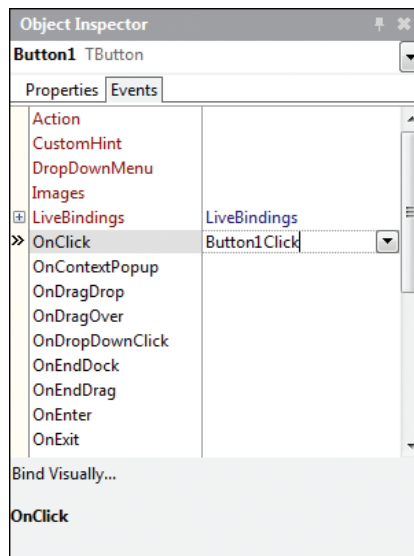 Object Inspector
Button1 TButton
Properties Events
Action
CustomHint
DropDownMenu
Images
LiveBindings LiveBindings
OnClick Button1Click
OnContextPopup
OnDragDrop
OnDragOver
OnDropDownClick
OnEndDock
OnEndDrag
OnEnter
OnExit
Bind Visually...
OnClick